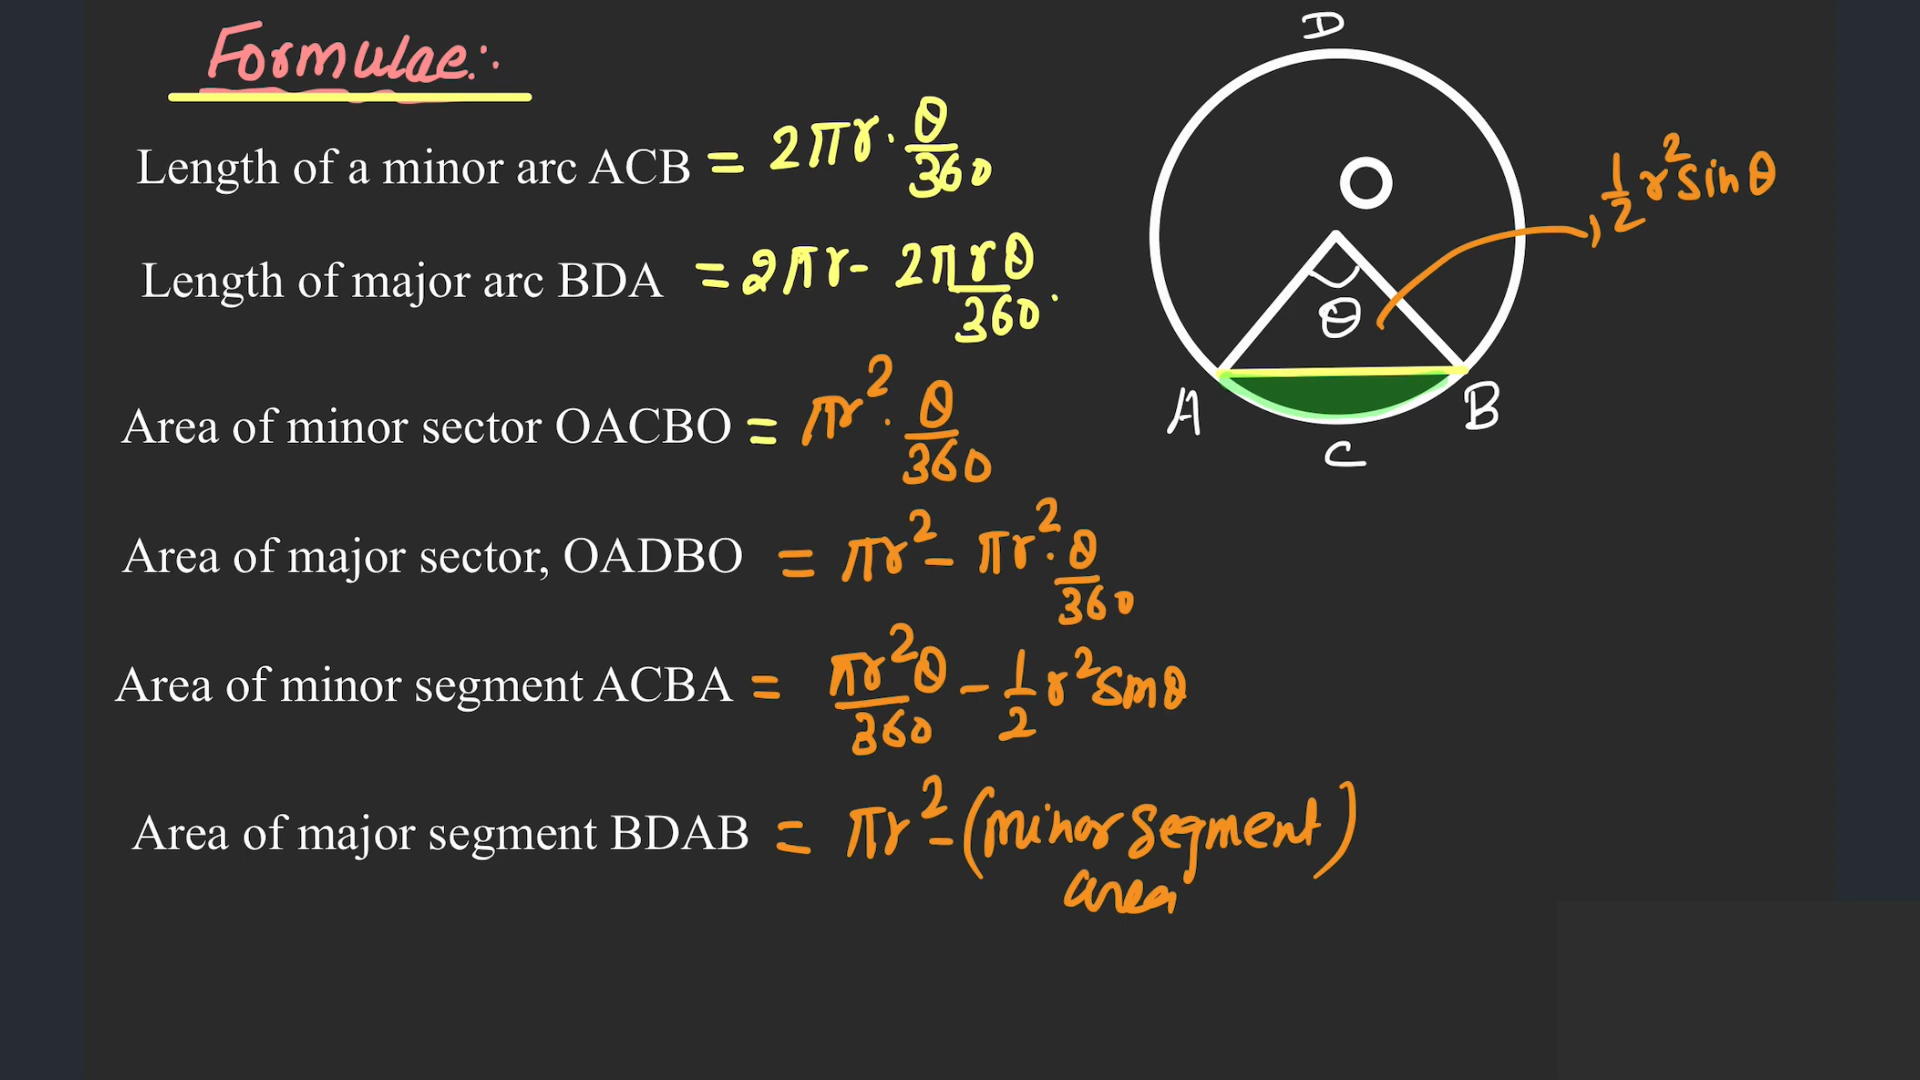 Formulae:
Length of a minor arc ACB = 2πr · θ/360
Length of major arc BDA = 2πr - 2πrθ/360.
Area of minor sector OACBO = πr² · θ/360
Area of major sector, OADBO = πr² - πr² · θ/360
Area of minor segment ACBA = πr²θ/360 - 1/2 r² sinθ
Area of major segment BDAB = πr² - (minor segment)
area
D
O
1/2 r² sin θ
θ
A
B
C